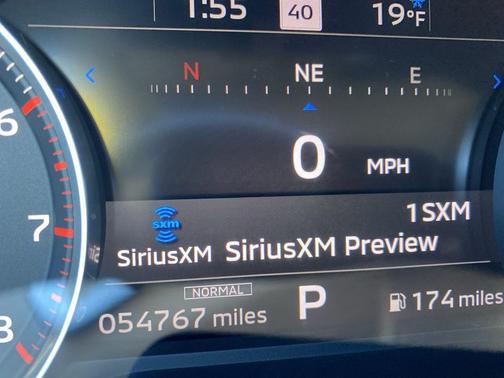 1:55 40 19°F
N NE E
6
0 MPH
sxm 1 SXM
7
SiriusXM SiriusXM Preview
NORMAL
P 174 miles
054767 miles
8